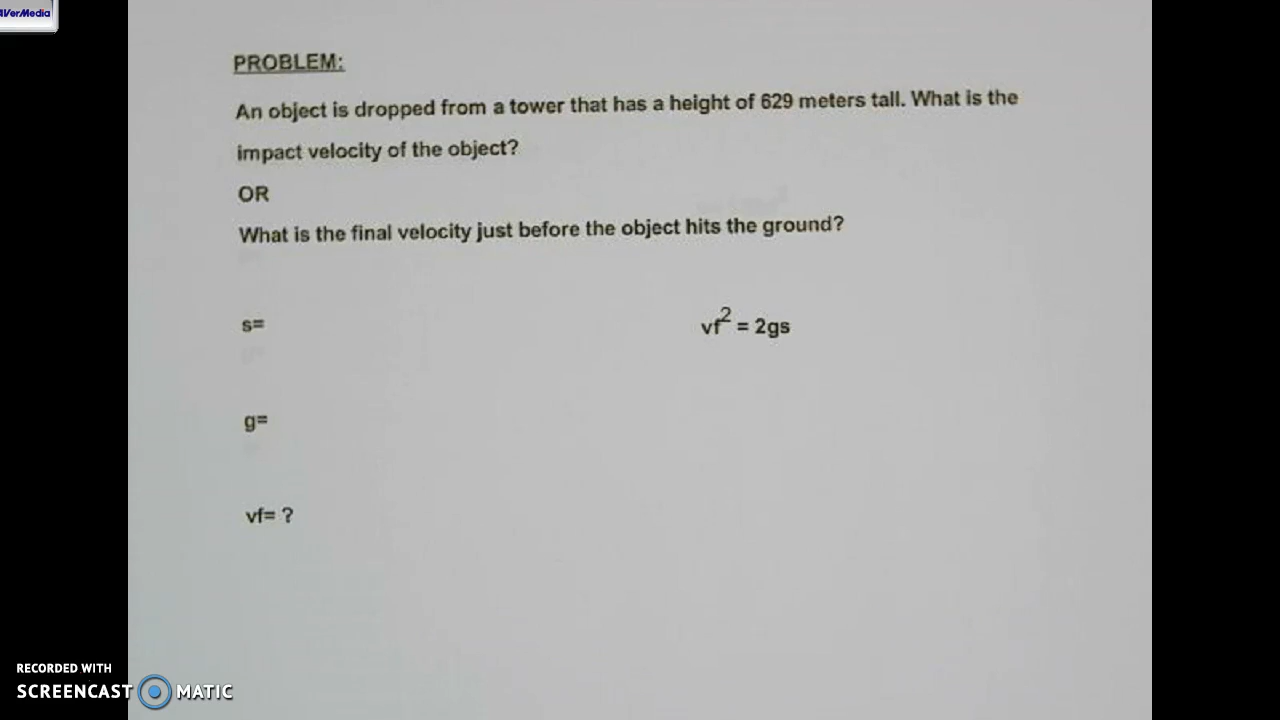 AVerMedia
PROBLEM:
An object is dropped from a tower that has a height of 629 meters tall. What is the
impact velocity of the object?
OR
What is the final velocity just before the object hits the ground?
s=
vf² = 2gs
g=
vf= ?
RECORDED WITH
SCREENCAST MATIC